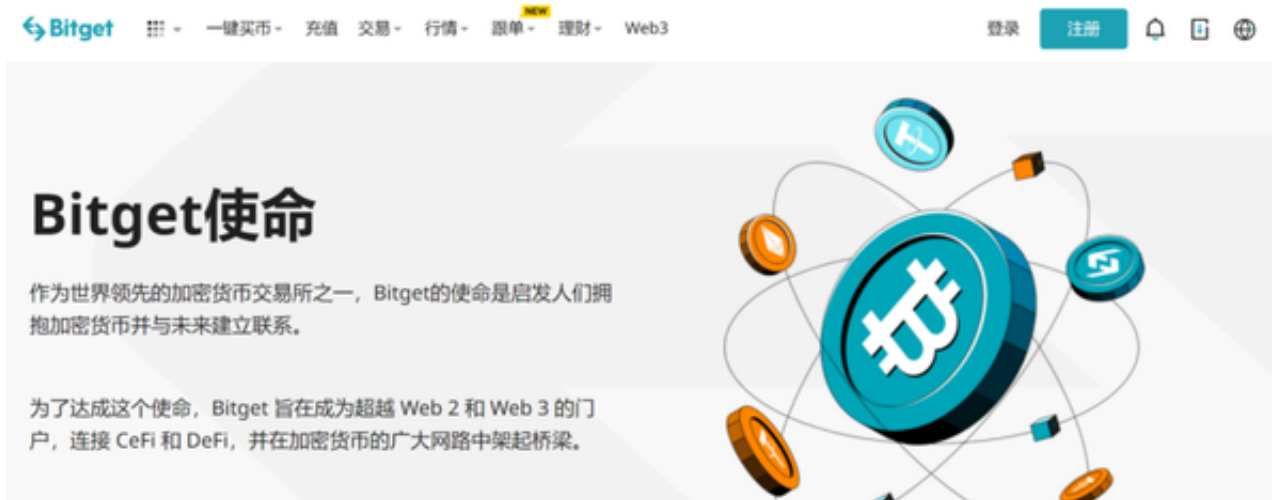 Bitget 一键买币 充值 交易 行情 跟单 NEW 理财 Web3 登录 注册
Bitget使命
作为世界领先的加密货币交易所之一，Bitget的使命是启发人们拥
抱加密货币并与未来建立联系。
为了达成这个使命，Bitget 旨在成为超越 Web 2 和 Web 3 的门
户，连接 CeFi 和 DeFi，并在加密货币的广大网路中架起桥梁。